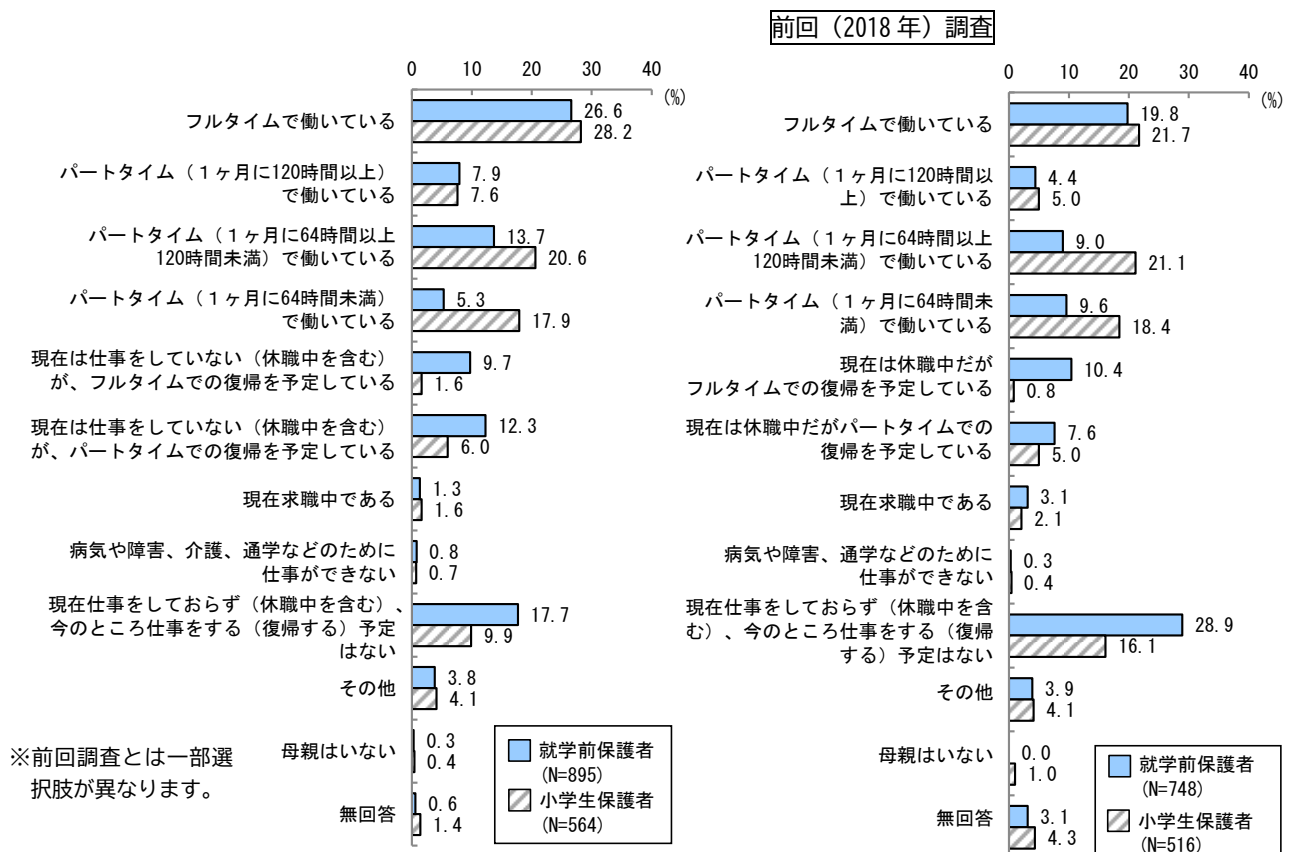 前回（2018年）調査
0 10 20 30 40
(%)
フルタイムで働いている
26.6
28.2
パートタイム（１ヶ月に120時間以上）
で働いている
7.9
7.6
パートタイム（１ヶ月に64時間以上
120時間未満）で働いている
13.7
20.6
パートタイム（１ヶ月に64時間未満）
で働いている
5.3
17.9
現在は仕事をしていない（休職中を含む）
が、フルタイムでの復帰を予定している
9.7
1.6
現在は仕事をしていない（休職中を含む）
が、パートタイムでの復帰を予定している
12.3
6.0
現在求職中である
1.3
1.6
病気や障害、介護、通学などのために
仕事ができない
0.8
0.7
現在仕事をしておらず（休職中を含む）、
今のところ仕事をする（復帰する）予定
はない
17.7
9.9
その他
3.8
4.1
母親はいない
0.3
0.4
無回答
0.6
1.4
就学前保護者
(N=895)
小学生保護者
(N=564)
※前回調査とは一部選
択肢が異なります。
0 10 20 30 40
(%)
フルタイムで働いている
19.8
21.7
パートタイム（１ヶ月に120時間以
上）で働いている
4.4
5.0
パートタイム（１ヶ月に64時間以上
120時間未満）で働いている
9.0
21.1
パートタイム（１ヶ月に64時間未
満）で働いている
9.6
18.4
現在は休職中だが
フルタイムでの復帰を予定している
10.4
0.8
現在は休職中だがパートタイムでの
復帰を予定している
7.6
5.0
現在求職中である
3.1
2.1
病気や障害、通学などのために
仕事ができない
0.3
0.4
現在仕事をしておらず（休職中を含
む）、今のところ仕事をする（復帰
する）予定はない
28.9
16.1
その他
3.9
4.1
母親はいない
0.0
1.0
無回答
3.1
4.3
就学前保護者
(N=748)
小学生保護者
(N=516)